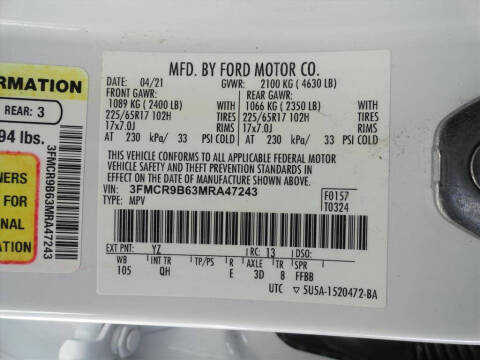 MFD. BY FORD MOTOR CO.
DATE: 04/21 GVWR: 2100 KG ( 4630 LB)
FRONT GAWR: REAR GAWR:
1089 KG ( 2400 LB) WITH 1066 KG ( 2350 LB) WITH
225/65R17 102H TIRES 225/65R17 102H TIRES
17x7.0J RIMS 17x7.0J RIMS
AT 230 kPa/ 33 PSI COLD AT 230 kPa/ 33 PSI COLD
THIS VEHICLE CONFORMS TO ALL APPLICABLE FEDERAL MOTOR
VEHICLE SAFETY AND THEFT PREVENTION STANDARDS IN
EFFECT ON THE DATE OF MANUFACTURE SHOWN ABOVE.
VIN: 3FMCR9B63MRA47243 F0157
TYPE: MPV T0324
EXT PNT: YZ RC: 13 DSO:
WB INT TR TP/PS R AXLE TR SPR
105 QH E 3D 8 FFBB
UTC ▽ 5U5A-1520472-BA
ORMATION
REAR: 3
94 lbs.
NERS
FOR
ONAL
ATION
3FMCR9B63MRA47243